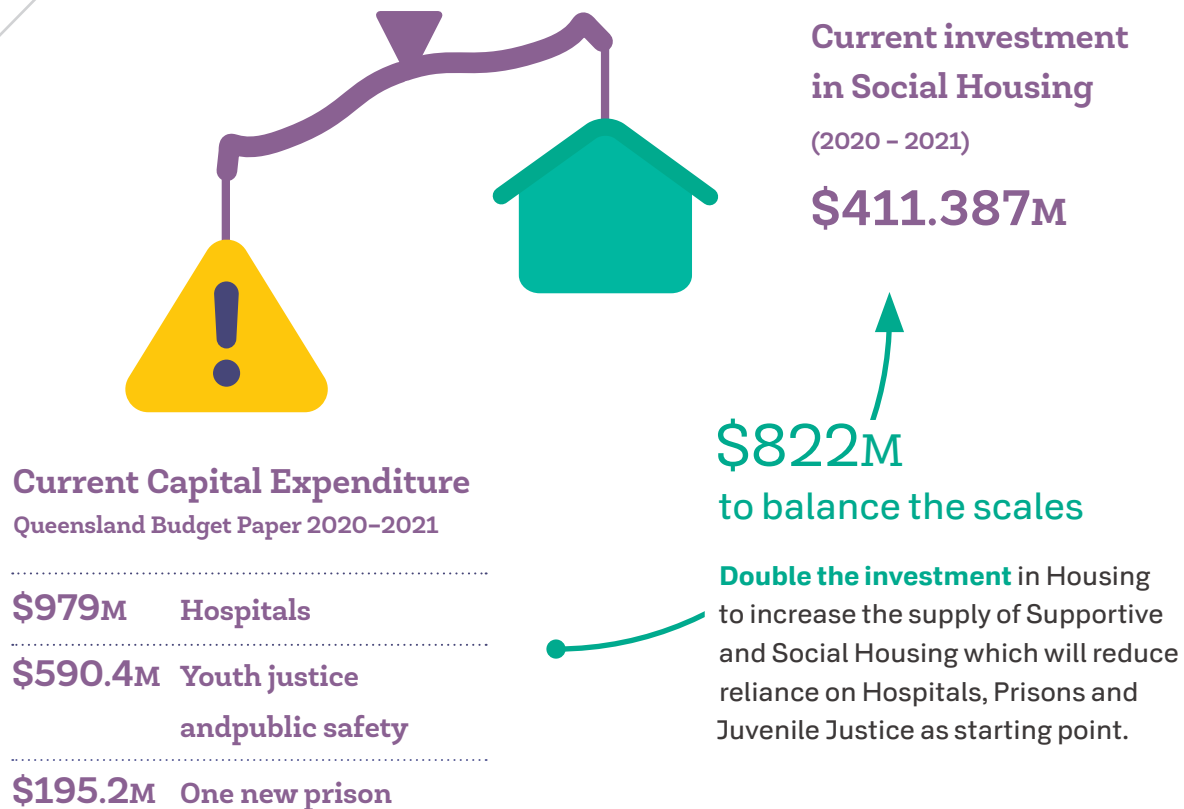 Current investment
in Social Housing
(2020 – 2021)
$411.387M
$822M
to balance the scales
Double the investment in Housing
to increase the supply of Supportive
and Social Housing which will reduce
reliance on Hospitals, Prisons and
Juvenile Justice as starting point.
Current Capital Expenditure
Queensland Budget Paper 2020–2021
$979M Hospitals
$590.4M Youth justice
andpublic safety
$195.2M One new prison